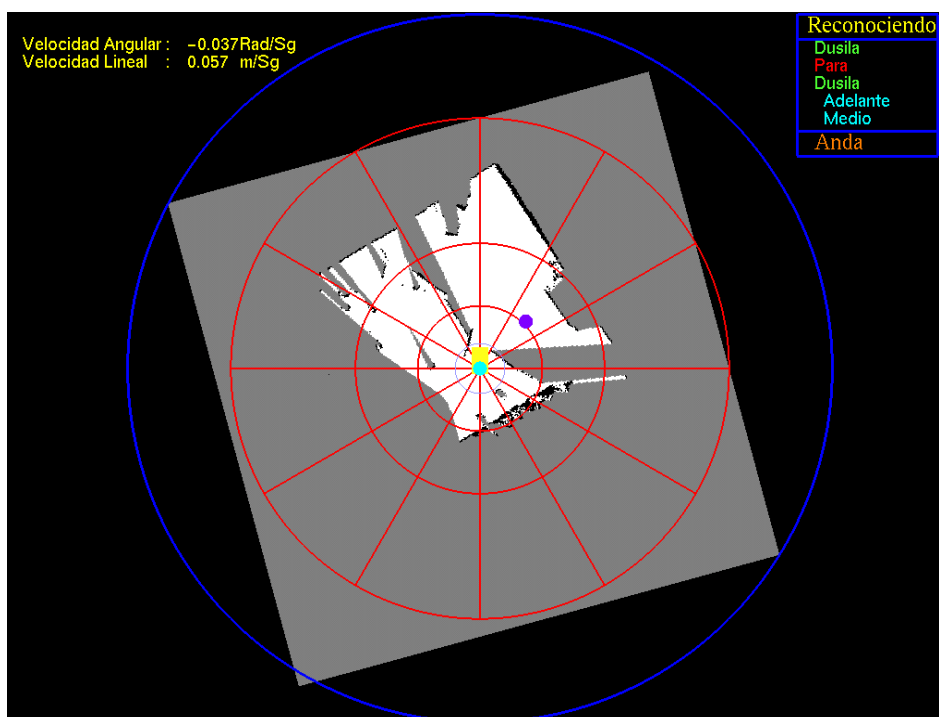 Velocidad Angular : −0.037Rad/Sg
Velocidad Lineal : 0.057 m/Sg
Reconociendo
Dusila
Para
Dusila
Adelante
Medio
Anda